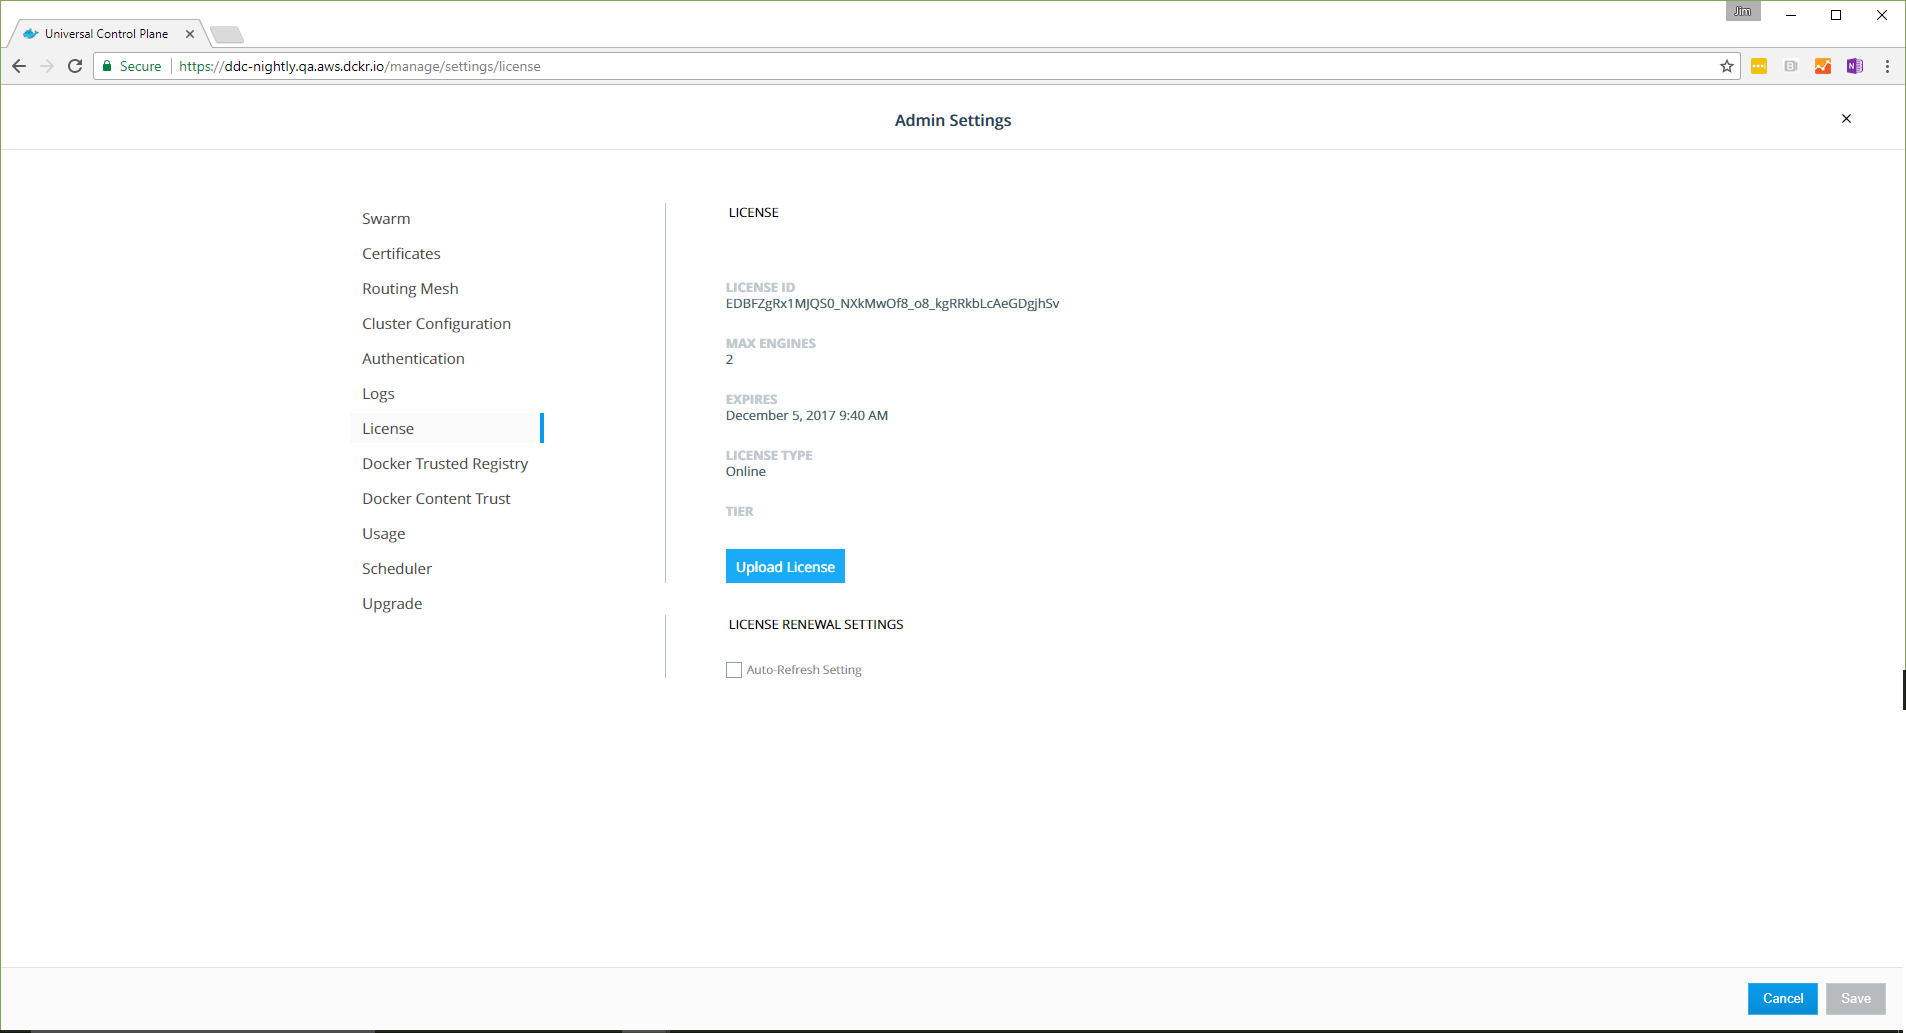 Jim
Universal Control Plane
Secure https://ddc-nightly.qa.aws.dckr.io/manage/settings/license
Admin Settings
Swarm
Certificates
Routing Mesh
Cluster Configuration
Authentication
Logs
License
Docker Trusted Registry
Docker Content Trust
Usage
Scheduler
Upgrade
LICENSE
LICENSE ID
EDBFZgRx1MJQS0_NXkMwOf8_o8_kgRRkbLcAeGDgjhSv
MAX ENGINES
2
EXPIRES
December 5, 2017 9:40 AM
LICENSE TYPE
Online
TIER
Upload License
LICENSE RENEWAL SETTINGS
Auto-Refresh Setting
Cancel Save